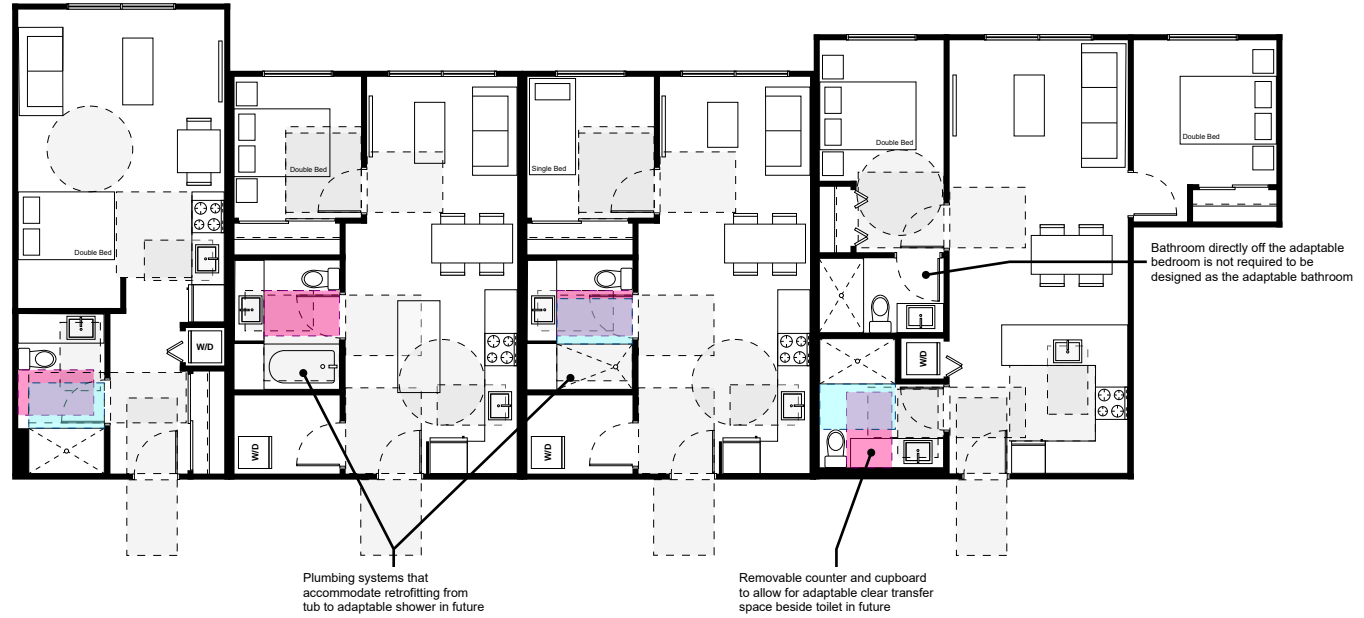 Double Bed
Double Bed
Single Bed
Double Bed
Double Bed
W/D
W/D
W/D
W/D
Bathroom directly off the adaptable
bedroom is not required to be
designed as the adaptable bathroom
Plumbing systems that
accommodate retrofitting from
tub to adaptable shower in future
Removable counter and cupboard
to allow for adaptable clear transfer
space beside toilet in future